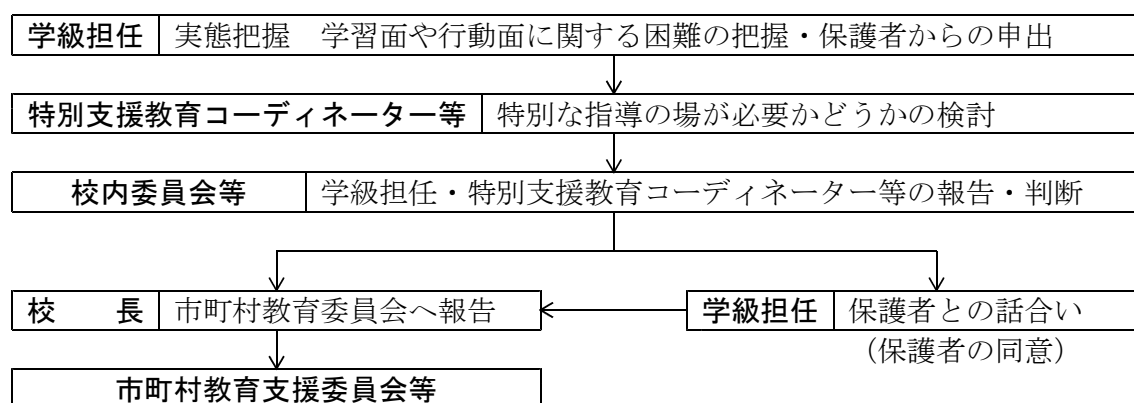 学級担任 実態把握 学習面や行動面に関する困難の把握・保護者からの申出
特別支援教育コーディネーター等 特別な指導の場が必要かどうかの検討
校内委員会等 学級担任・特別支援教育コーディネーター等の報告・判断
校 長 市町村教育委員会へ報告
学級担任 保護者との話合い
(保護者の同意)
市町村教育支援委員会等